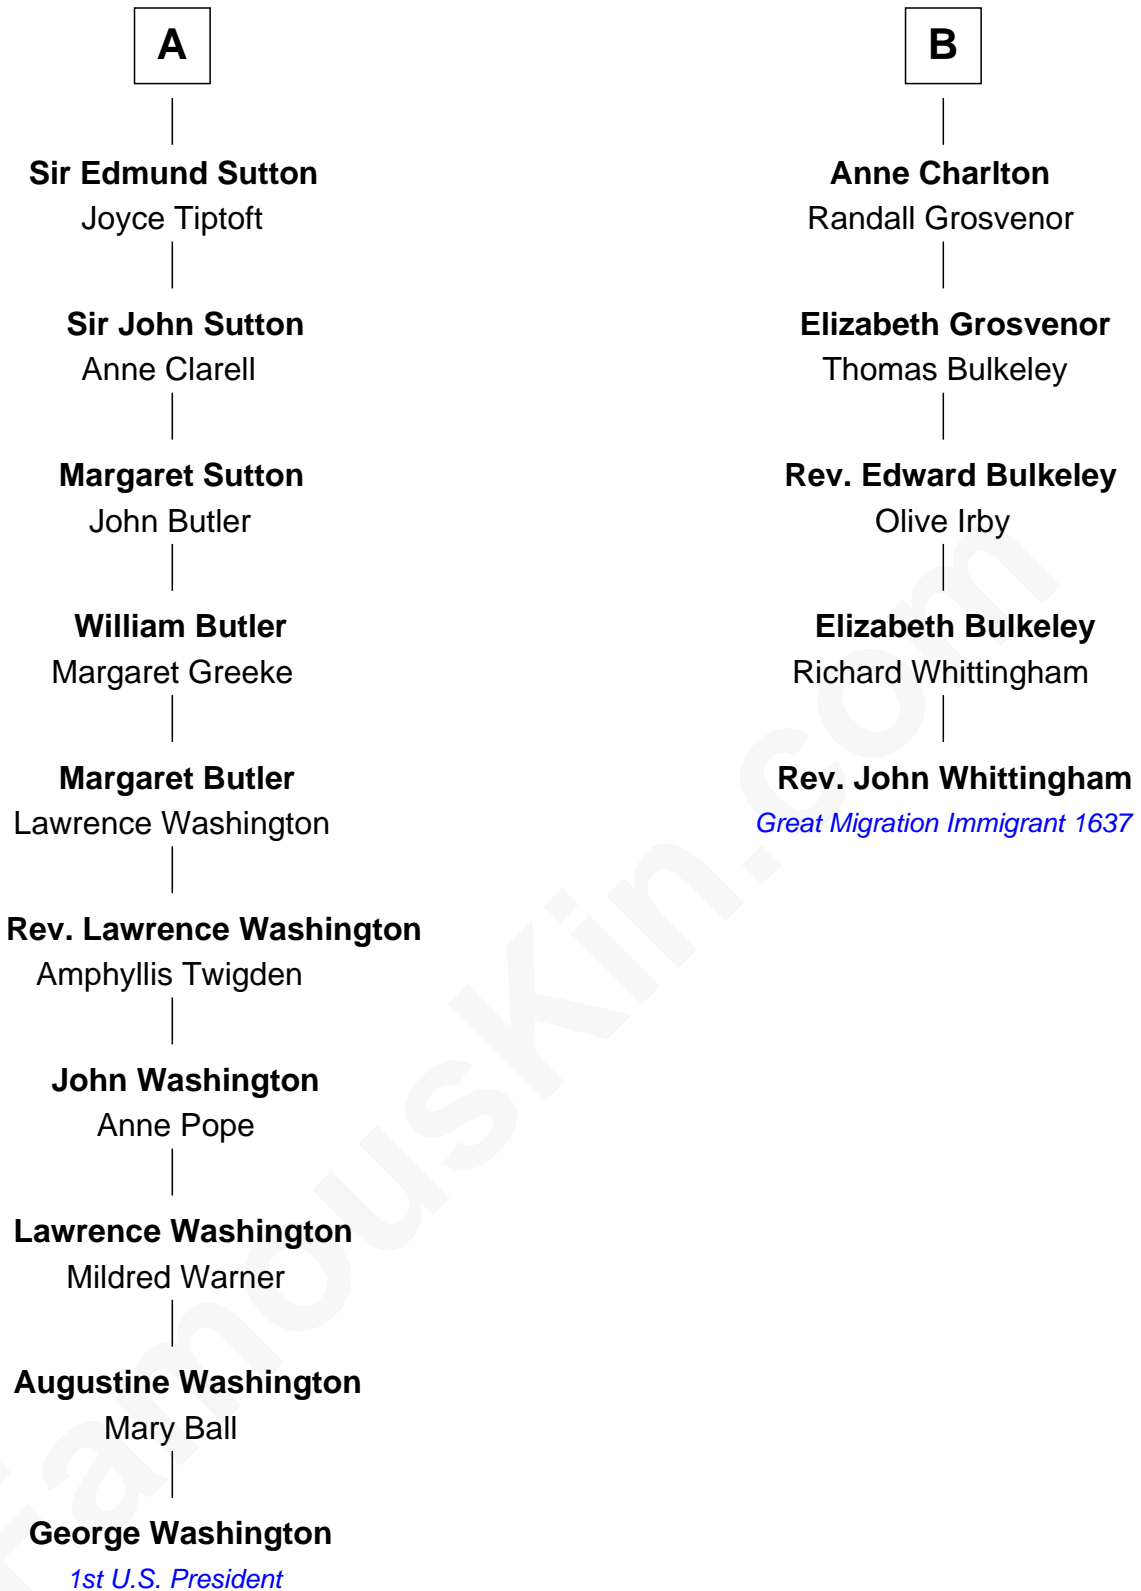 A
Sir Edmund Sutton
Joyce Tiptoft
Sir John Sutton
Anne Clarell
Margaret Sutton
John Butler
William Butler
Margaret Greeke
Margaret Butler
Lawrence Washington
Rev. Lawrence Washington
Amphyllis Twigden
John Washington
Anne Pope
Lawrence Washington
Mildred Warner
Augustine Washington
Mary Ball
George Washington
1st U.S. President
B
Anne Charlton
Randall Grosvenor
Elizabeth Grosvenor
Thomas Bulkeley
Rev. Edward Bulkeley
Olive Irby
Elizabeth Bulkeley
Richard Whittingham
Rev. John Whittingham
Great Migration Immigrant 1637
FamousKin.com